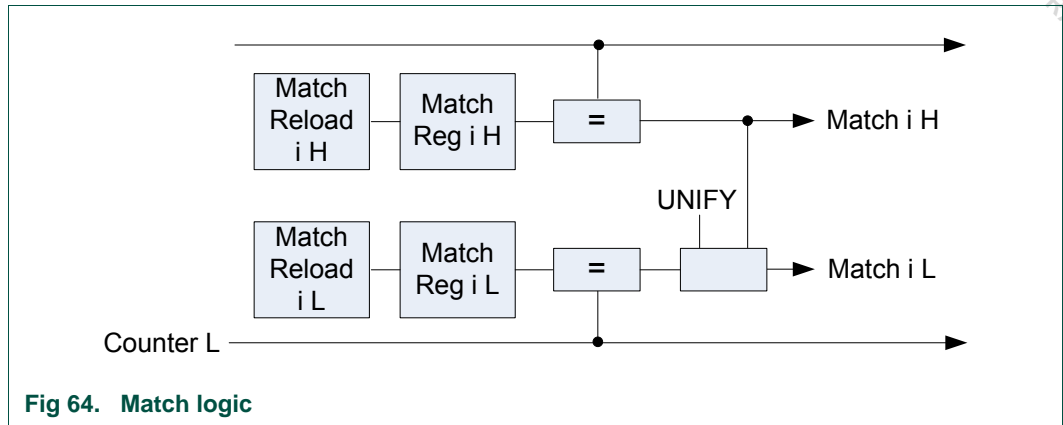 Match
Reload
i H
Match
Reg i H
=
Match i H
UNIFY
Match
Reload
i L
Match
Reg i L
=
Match i L
Counter L
Fig 64. Match logic